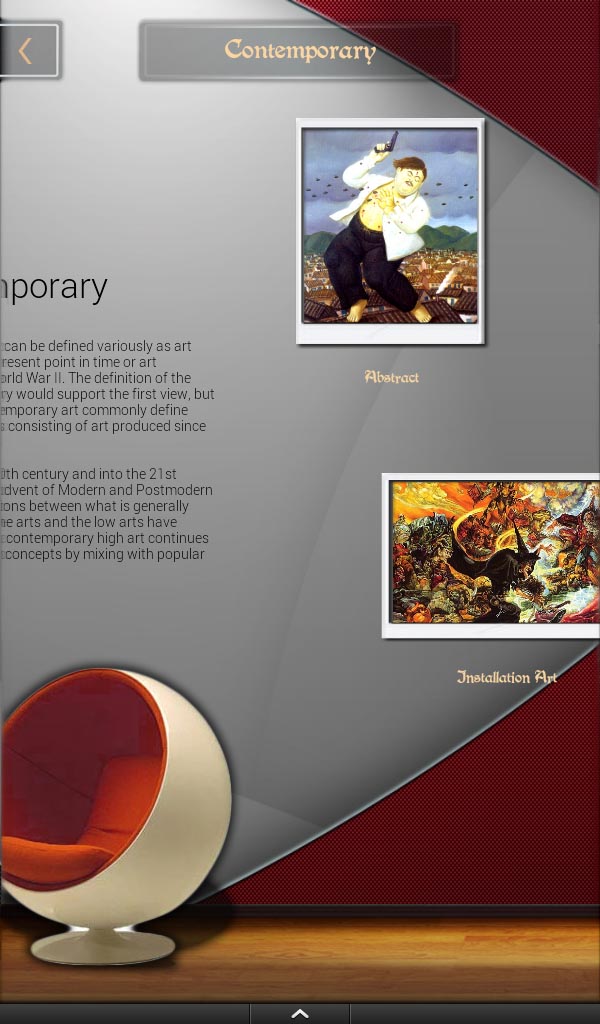 Contemporary
nporary
can be defined variously as art
resent point in time or art
orld War II. The definition of the
ry would support the first view, but
emporary art commonly define
consisting of art produced since
0th century and into the 21st
advent of Modern and Postmodern
ions between what is generally
ne arts and the low arts have
contemporary high art continues
concepts by mixing with popular
Abstract
Installation Art